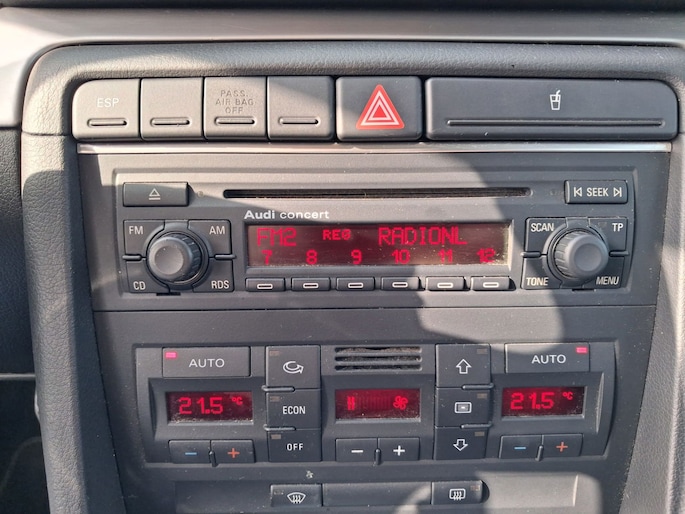 ESP
PASS.
AIR BAG
OFF
SEEK
Audi concert
FM
AM
CD
RDS
FM2 REG RADIONL
7 8 9 10 11 12
SCAN
TP
TONE
MENU
AUTO
21.5 °C
ECON
OFF
AUTO
21.5 °C